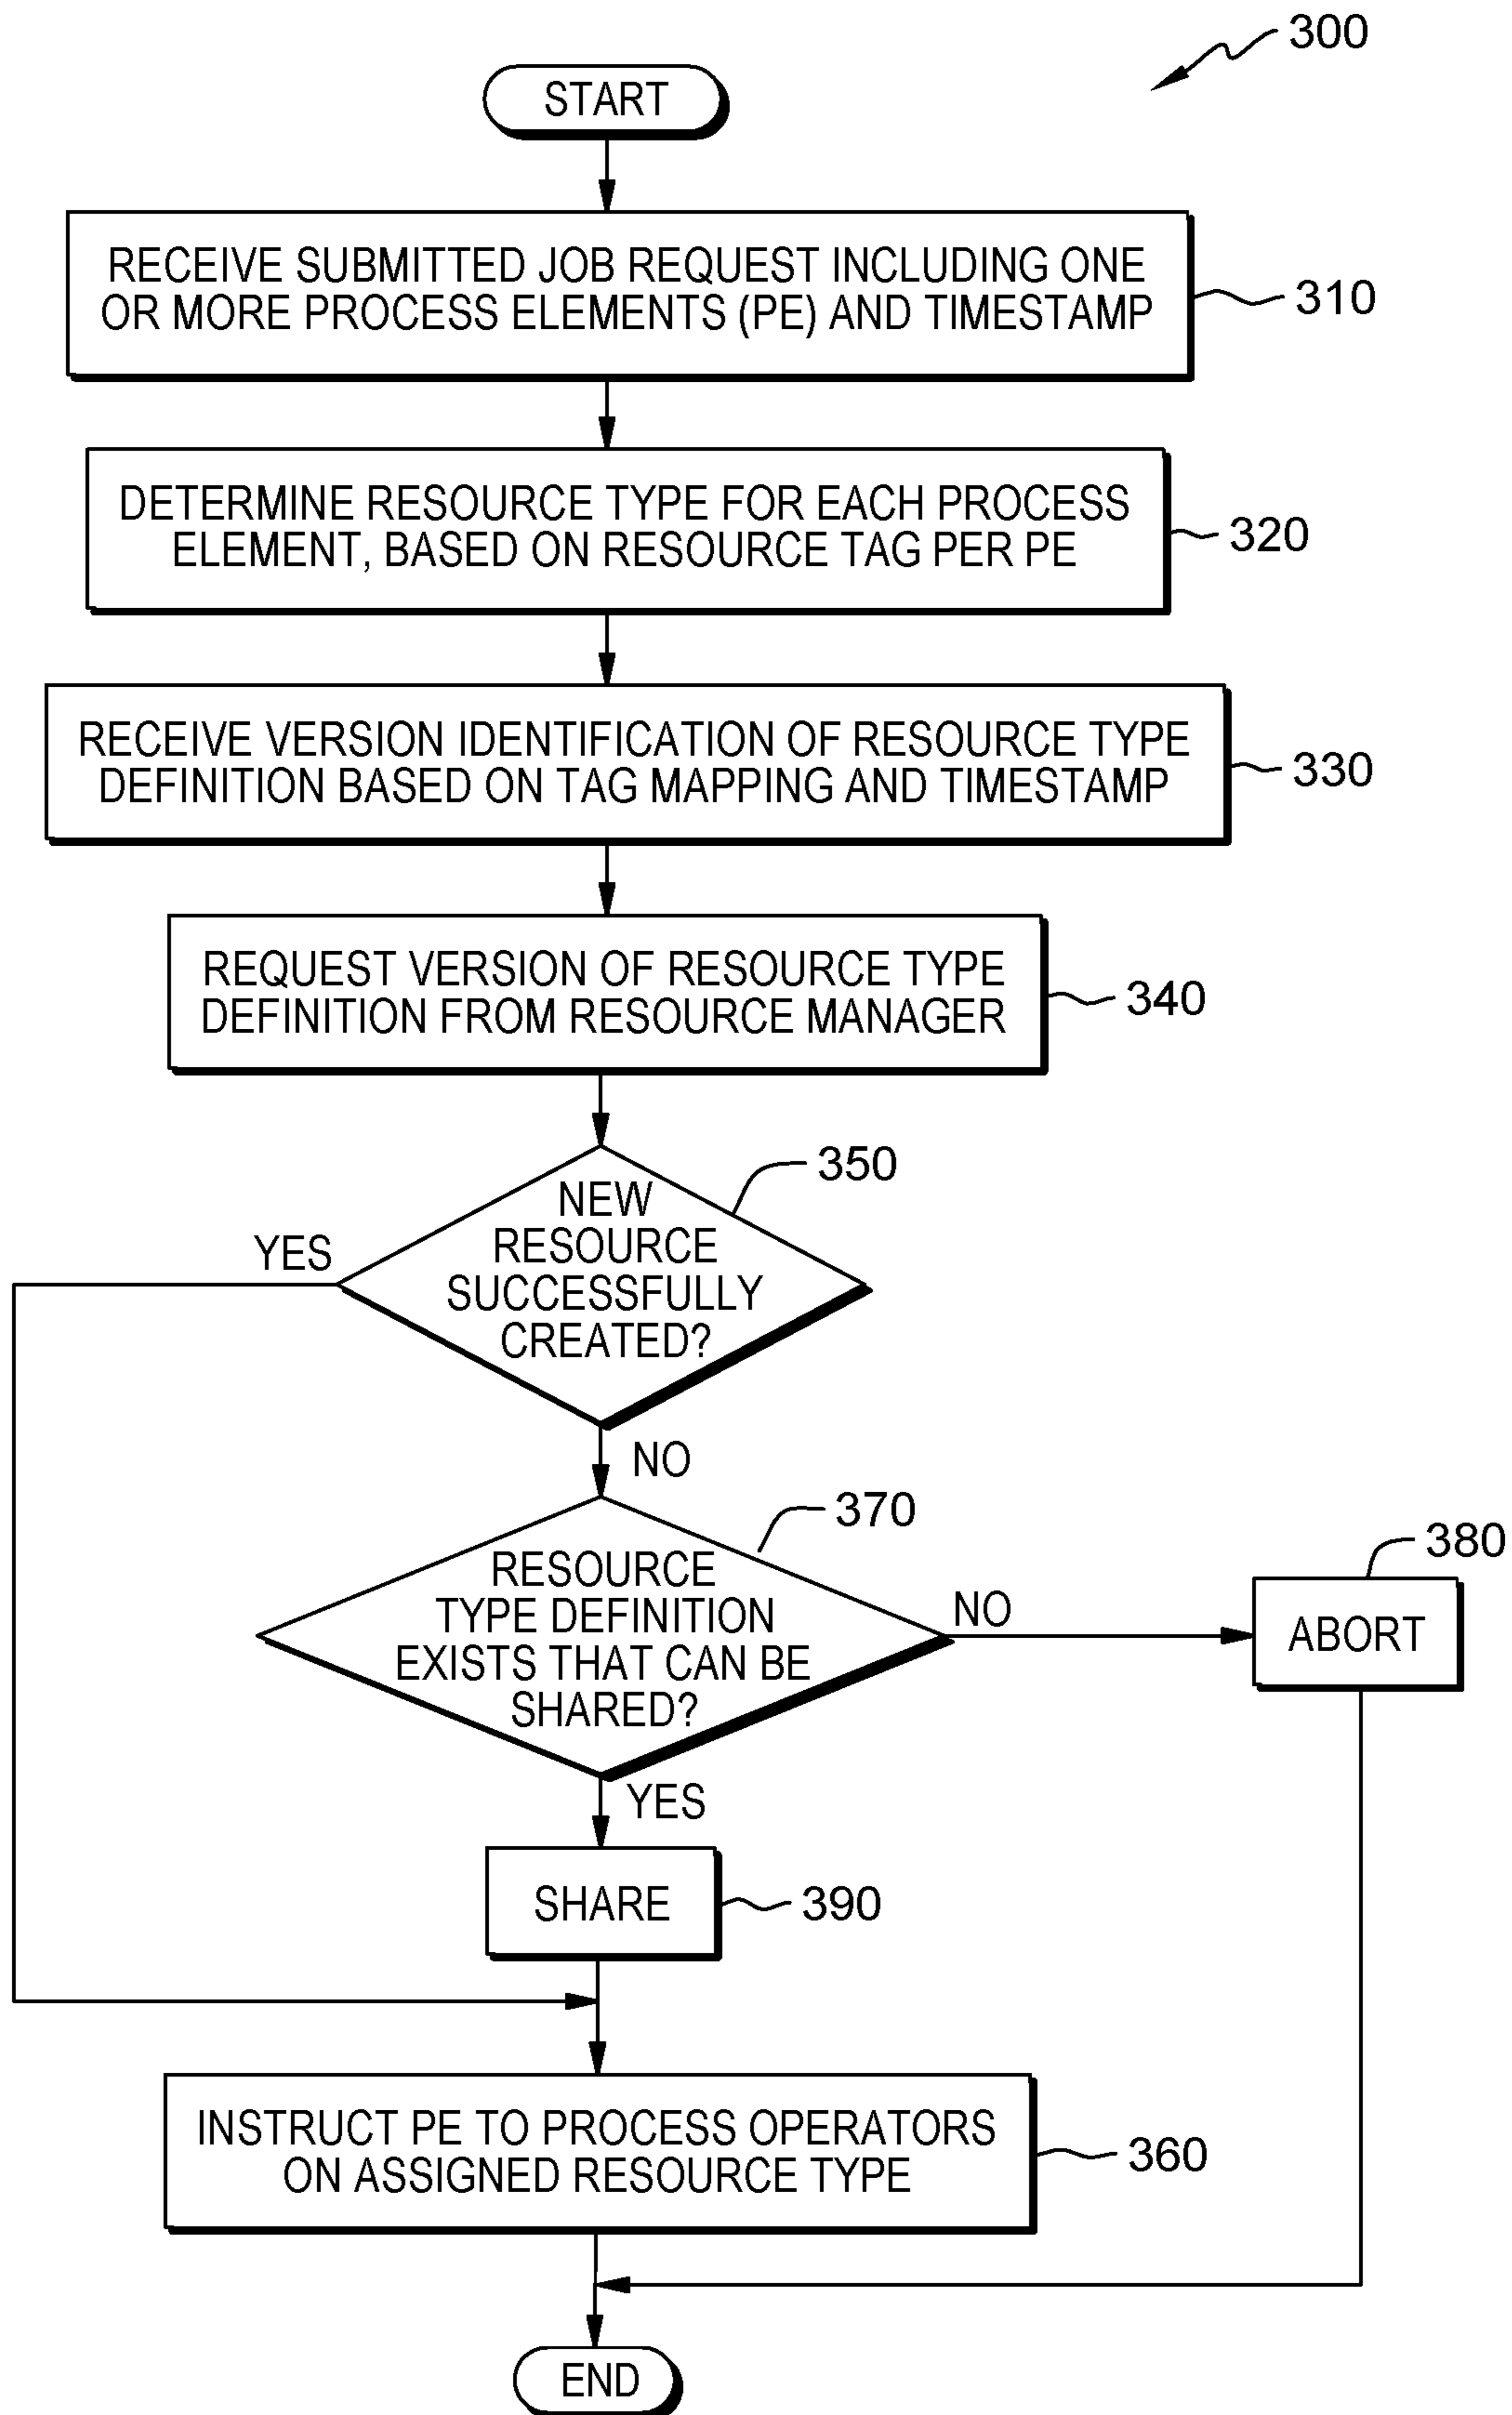 300
START
RECEIVE SUBMITTED JOB REQUEST INCLUDING ONE
OR MORE PROCESS ELEMENTS (PE) AND TIMESTAMP
310
DETERMINE RESOURCE TYPE FOR EACH PROCESS
ELEMENT, BASED ON RESOURCE TAG PER PE
320
RECEIVE VERSION IDENTIFICATION OF RESOURCE TYPE
DEFINITION BASED ON TAG MAPPING AND TIMESTAMP
330
REQUEST VERSION OF RESOURCE TYPE
DEFINITION FROM RESOURCE MANAGER
340
350
NEW
RESOURCE
SUCCESSFULLY
CREATED?
YES
NO
370
RESOURCE
TYPE DEFINITION
EXISTS THAT CAN BE
SHARED?
NO
380
ABORT
YES
SHARE
390
INSTRUCT PE TO PROCESS OPERATORS
ON ASSIGNED RESOURCE TYPE
360
END